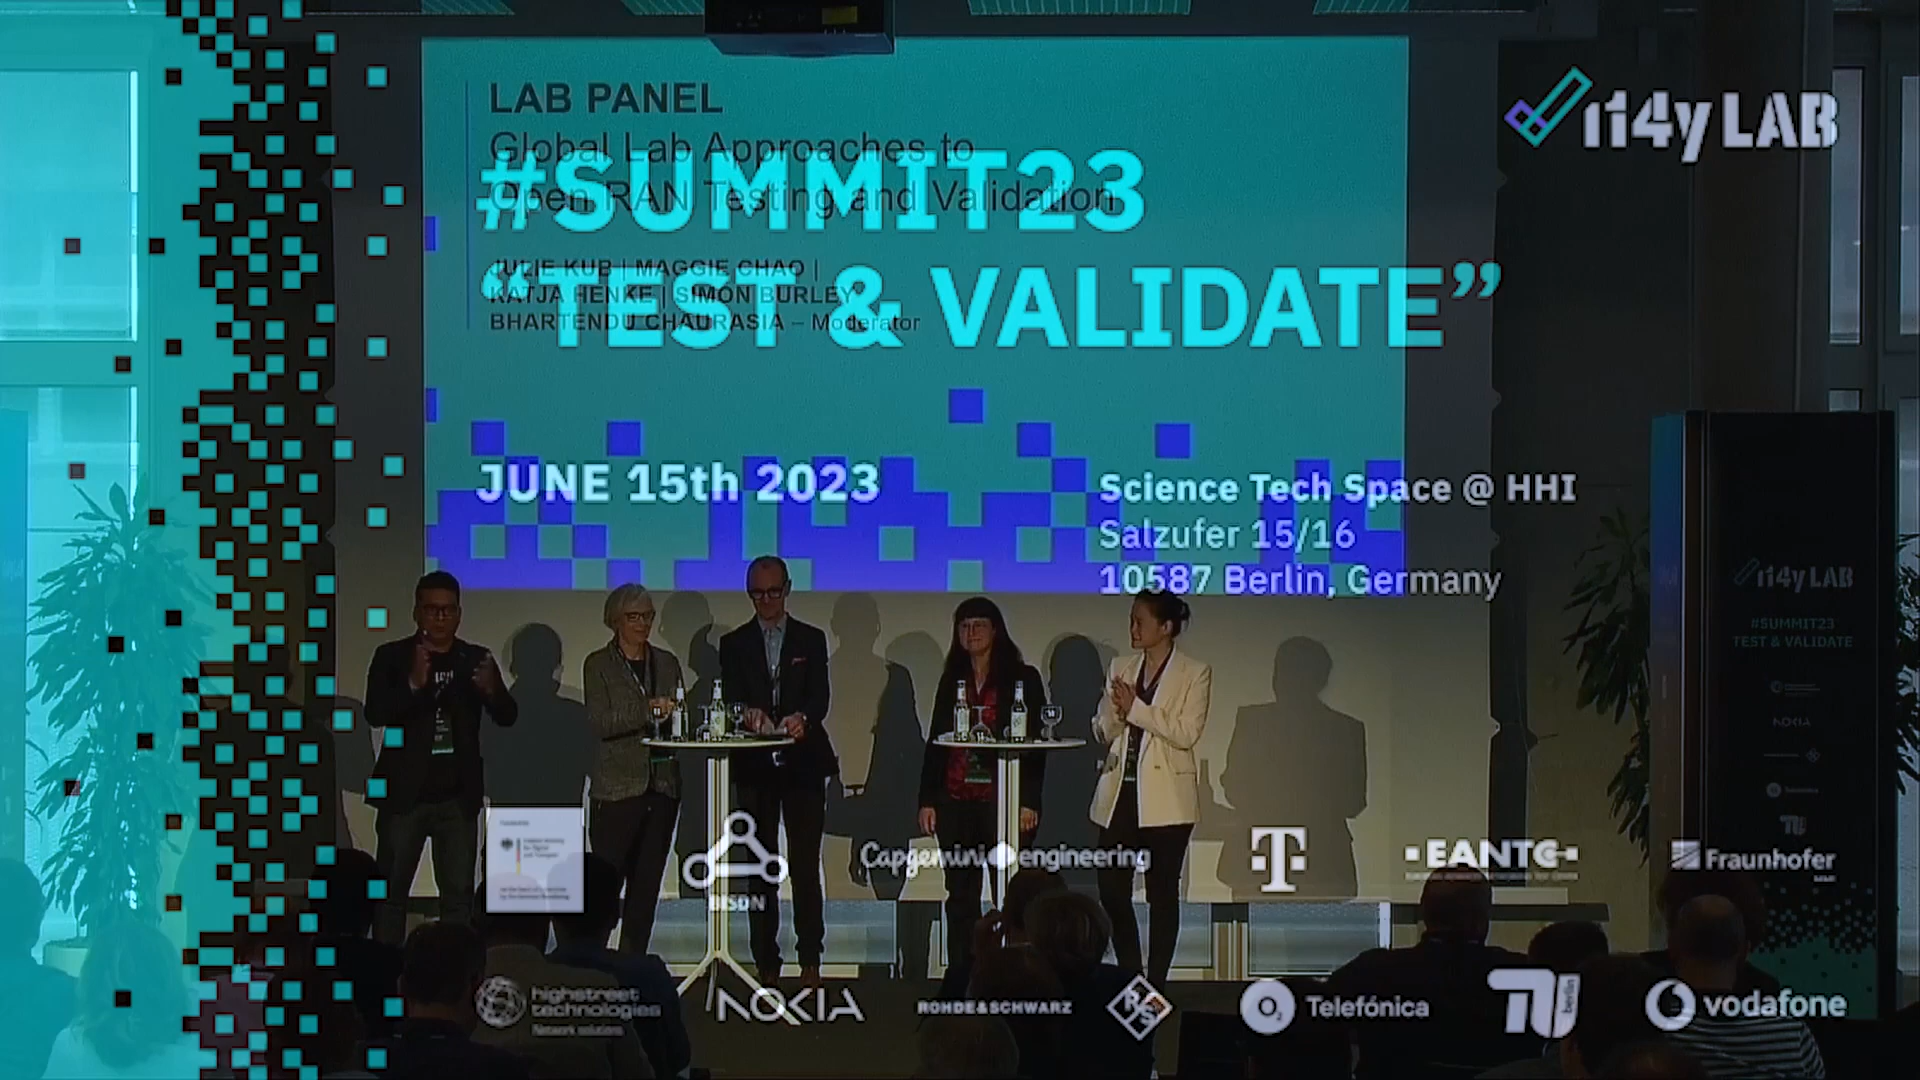 LAB PANEL
Global Lab Approaches to
Open RAN Testing and Validation
JULIE KUB | MAGGIE CHAO |
KATJA HENKE | SIMON BURLEY
BHARTENDU CHAURASIA – Moderator
i14y LAB
#SUMMIT23
“TEST & VALIDATE”
JUNE 15th 2023
Science Tech Space @ HHI
Salzufer 15/16
10587 Berlin, Germany
i14y LAB
#SUMMIT23
TEST & VALIDATE
NOKIA
BISDN
Capgemini engineering
T
EANTC
Fraunhofer
highstreet
technologies
Network solutions
NOKIA
ROHDE&SCHWARZ
R&S
O2 Telefónica
TU berlin
vodafone